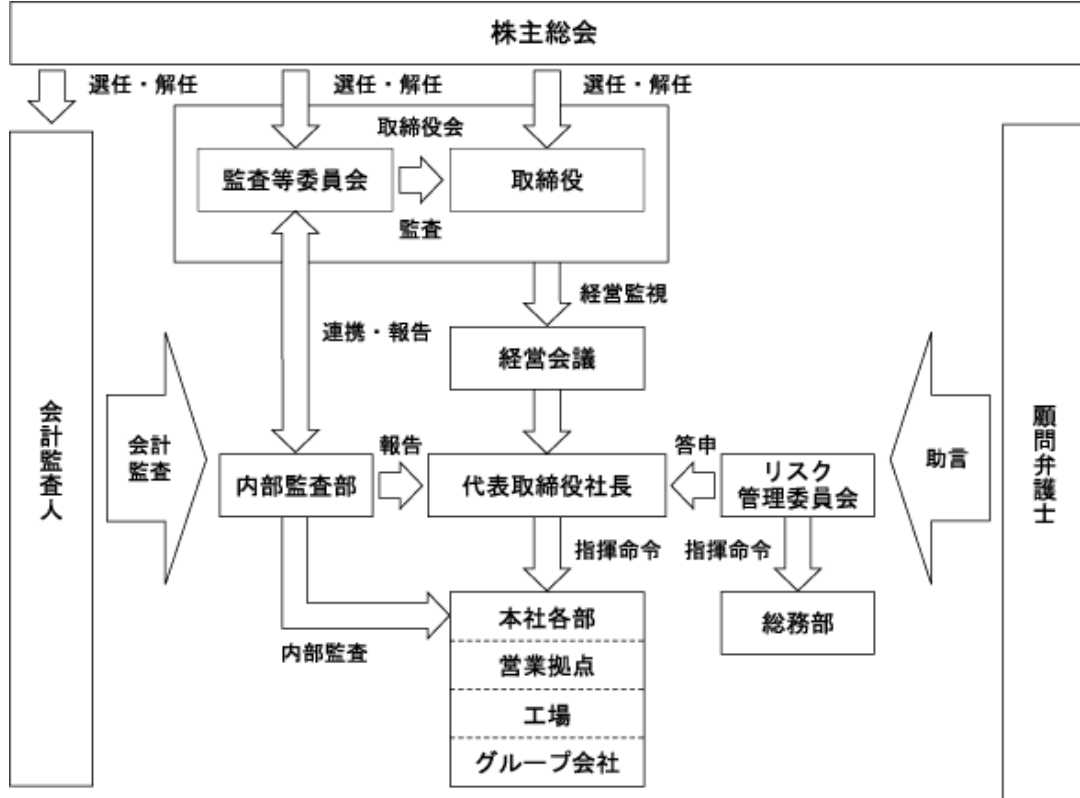 株主総会
選任・解任
選任・解任
選任・解任
取締役会
監査等委員会
取締役
監査
経営監視
連携・報告
経営会議
会計監査人
会計
監査
内部監査部
報告
代表取締役社長
答申
リスク
管理委員会
助言
顧問弁護士
指揮命令
指揮命令
内部監査
本社各部
営業拠点
工場
グループ会社
総務部